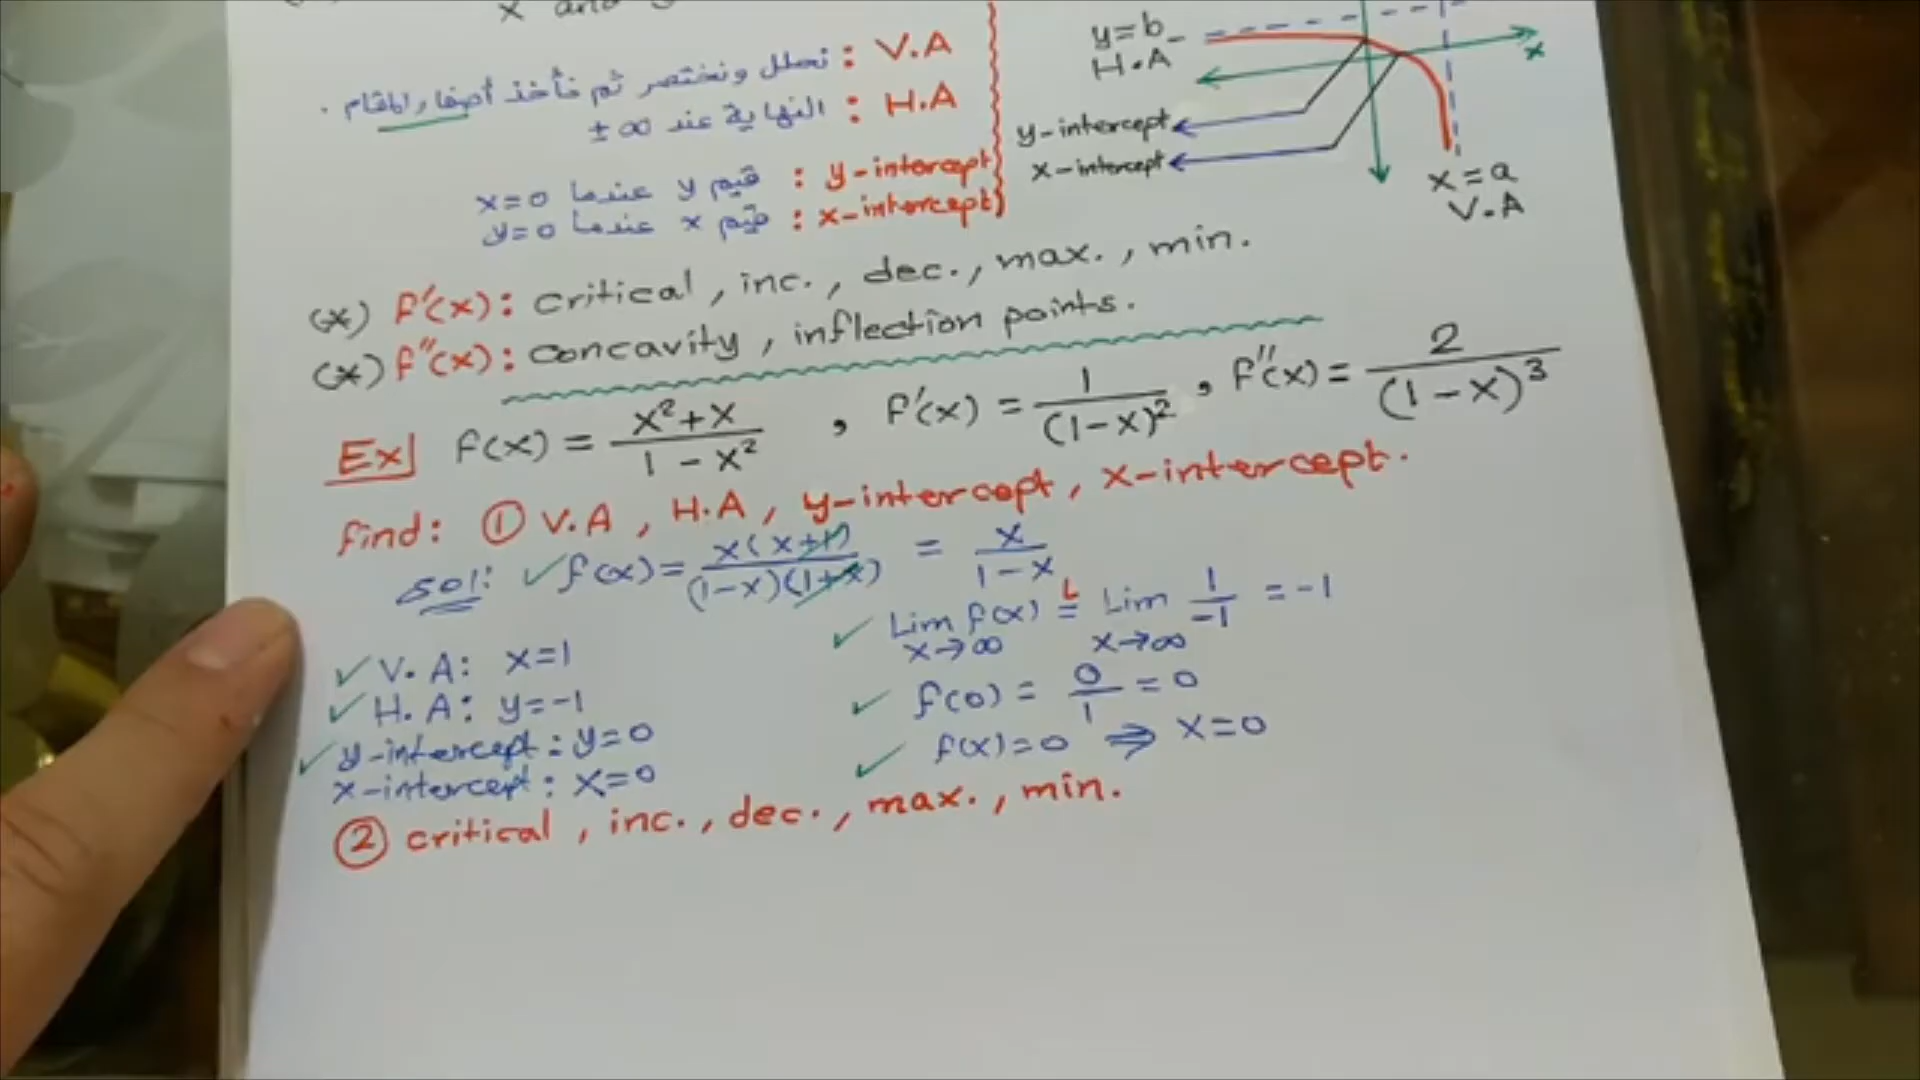 x and
V.A : نحلل ونختصر ثم نأخذ أصفار المقام .
H.A : النهاية عند ±∞
y-intercept : قيم y عندما x=0
x-intercept : قيم x عندما y=0
y=b
H.A
x
y-intercept
x-intercept
x=a
V.A
(*) f'(x): critical, inc., dec., max., min.
(*) f"(x): concavity, inflection points.
Ex] f(x) = (x²+x)/(1-x²) , f'(x) = 1/(1-x)² , f"(x) = 2/(1-x)³
find: ① V.A, H.A, y-intercept, x-intercept.
sol: ✓ f(x) = x(x+1)/(1-x)(1+x) = x/(1-x)
✓ Lim x→∞ f(x) L= Lim x→∞ 1/-1 = -1
✓ V.A: x=1
✓ H.A: y=-1
✓ f(0) = 0/1 = 0
✓ y-intercept: y=0
✓ f(x)=0 ⇒ x=0
x-intercept: x=0
② critical, inc., dec., max., min.